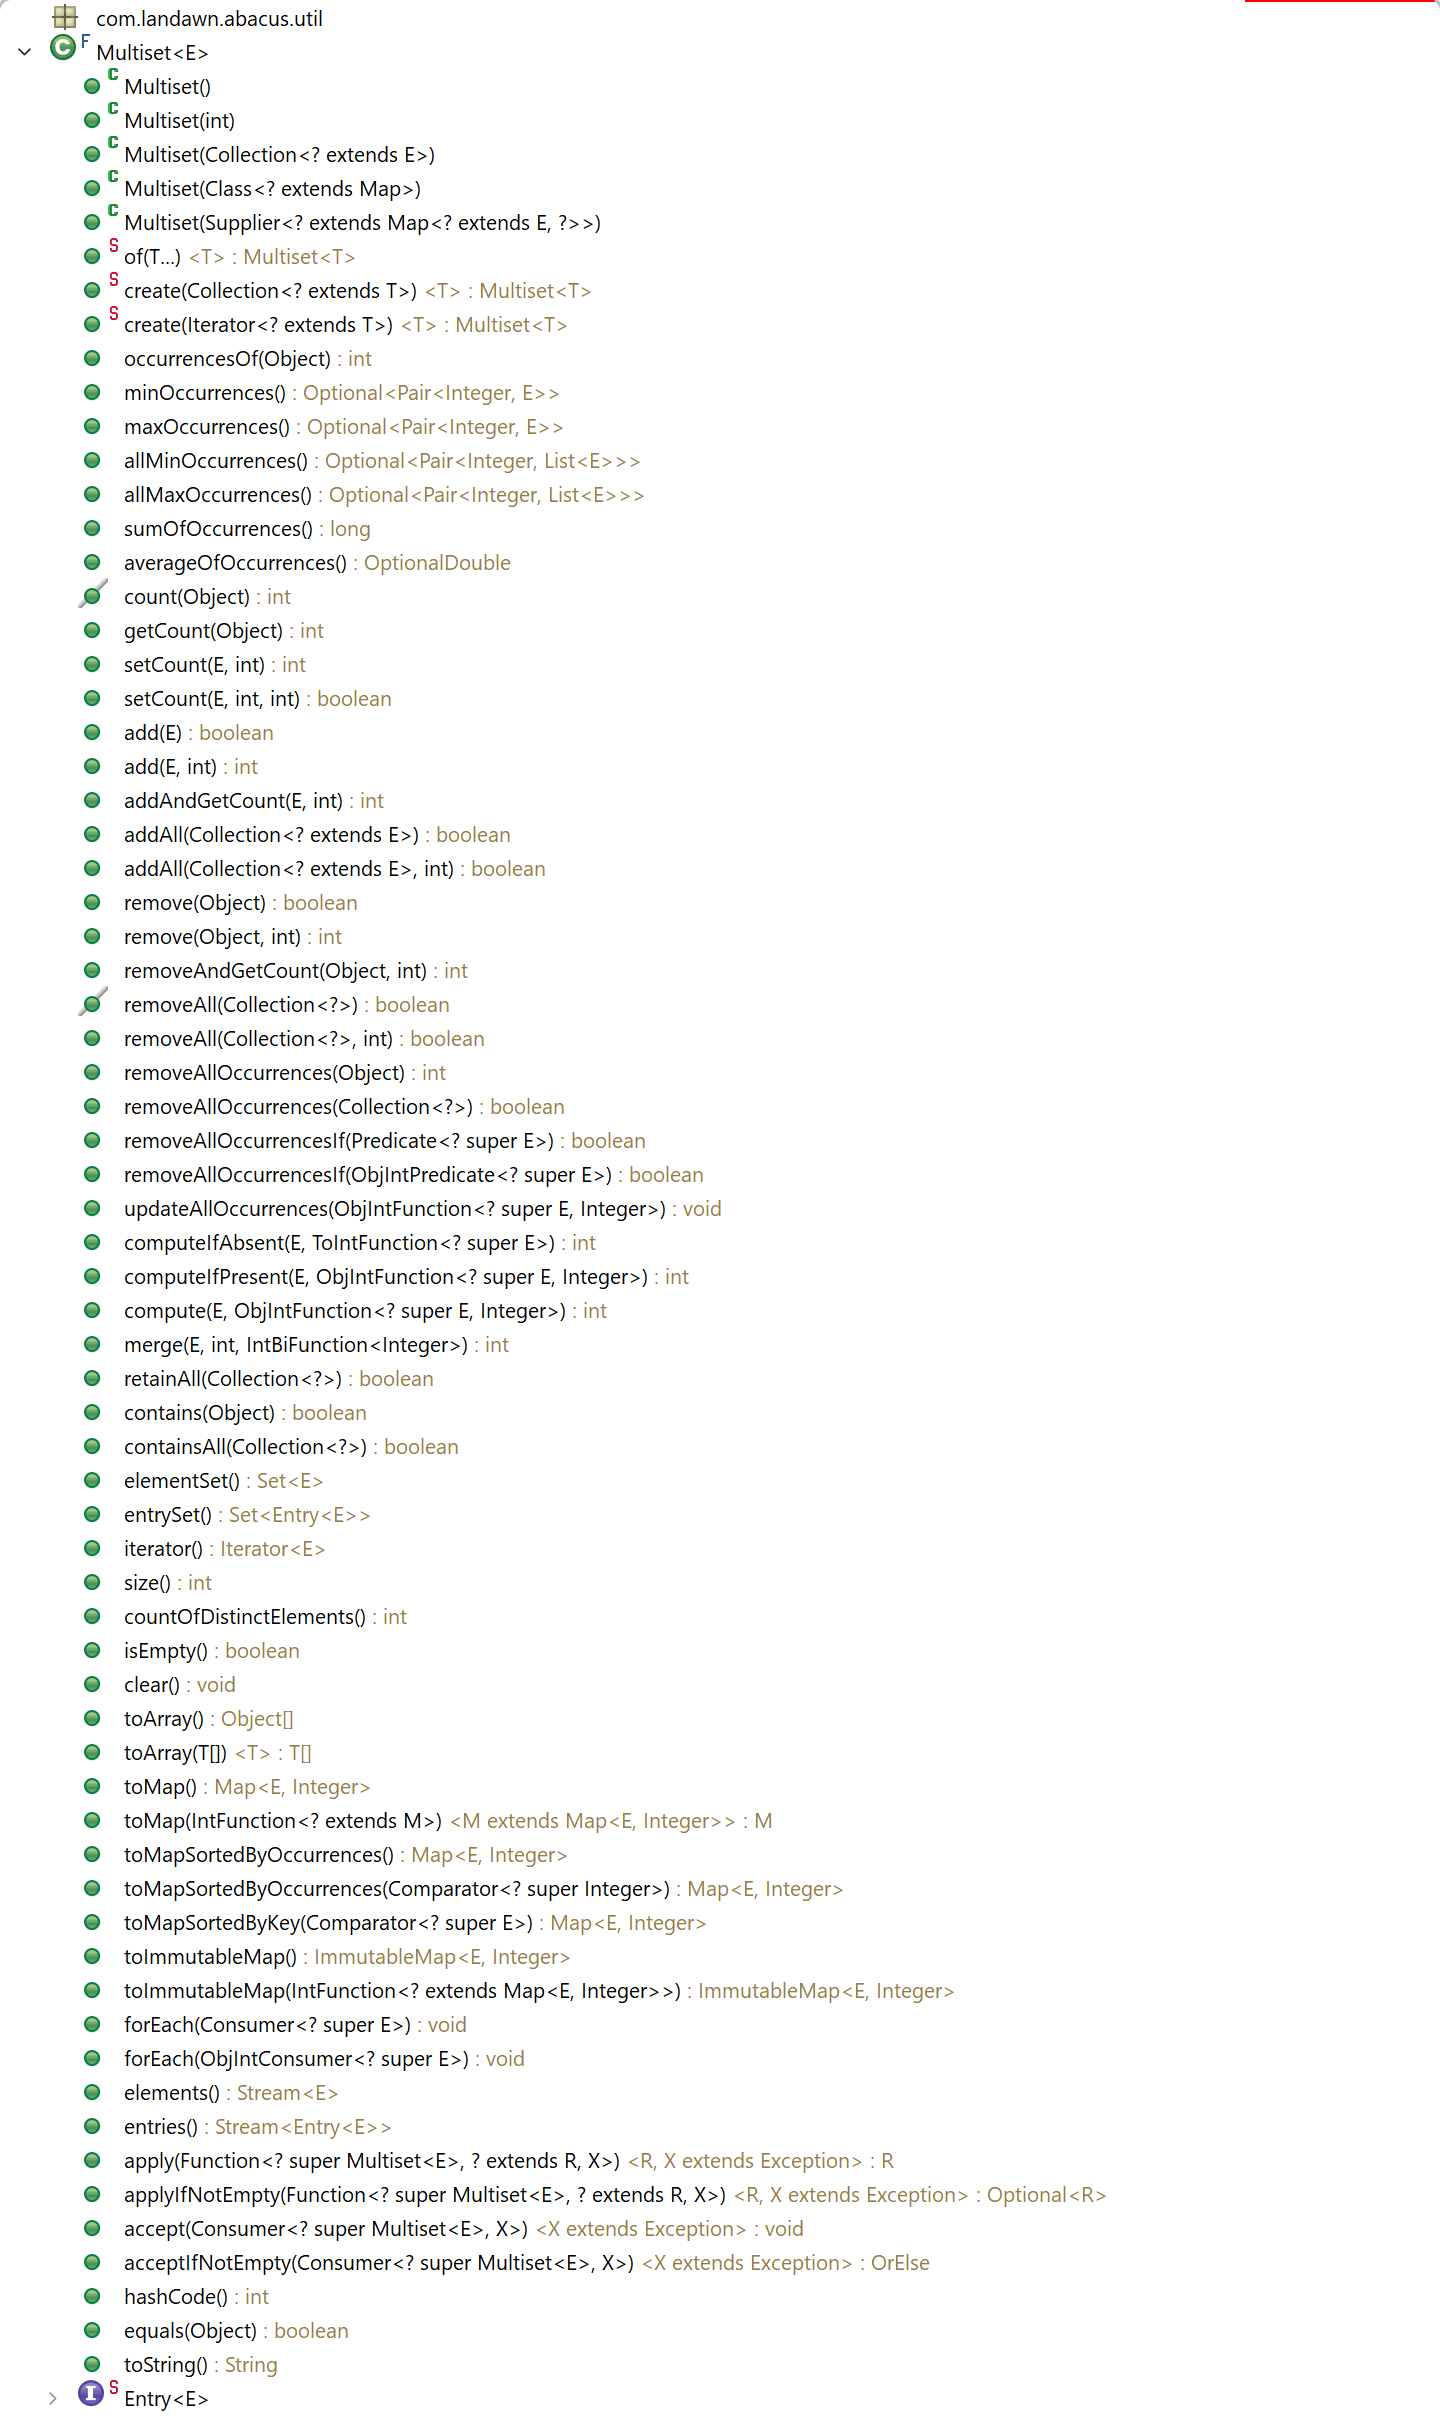 com.landawn.abacus.util
Multiset<E>
Multiset()
Multiset(int)
Multiset(Collection<? extends E>)
Multiset(Class<? extends Map>)
Multiset(Supplier<? extends Map<? extends E, ?>>)
of(T...) <T> : Multiset<T>
create(Collection<? extends T>) <T> : Multiset<T>
create(Iterator<? extends T>) <T> : Multiset<T>
occurrencesOf(Object) : int
minOccurrences() : Optional<Pair<Integer, E>>
maxOccurrences() : Optional<Pair<Integer, E>>
allMinOccurrences() : Optional<Pair<Integer, List<E>>>
allMaxOccurrences() : Optional<Pair<Integer, List<E>>>
sumOfOccurrences() : long
averageOfOccurrences() : OptionalDouble
count(Object) : int
getCount(Object) : int
setCount(E, int) : int
setCount(E, int, int) : boolean
add(E) : boolean
add(E, int) : int
addAndGetCount(E, int) : int
addAll(Collection<? extends E>) : boolean
addAll(Collection<? extends E>, int) : boolean
remove(Object) : boolean
remove(Object, int) : int
removeAndGetCount(Object, int) : int
removeAll(Collection<?>) : boolean
removeAll(Collection<?>, int) : boolean
removeAllOccurrences(Object) : int
removeAllOccurrences(Collection<?>) : boolean
removeAllOccurrencesIf(Predicate<? super E>) : boolean
removeAllOccurrencesIf(ObjIntPredicate<? super E>) : boolean
updateAllOccurrences(ObjIntFunction<? super E, Integer>) : void
computeIfAbsent(E, ToIntFunction<? super E>) : int
computeIfPresent(E, ObjIntFunction<? super E, Integer>) : int
compute(E, ObjIntFunction<? super E, Integer>) : int
merge(E, int, IntBiFunction<Integer>) : int
retainAll(Collection<?>) : boolean
contains(Object) : boolean
containsAll(Collection<?>) : boolean
elementSet() : Set<E>
entrySet() : Set<Entry<E>>
iterator() : Iterator<E>
size() : int
countOfDistinctElements() : int
isEmpty() : boolean
clear() : void
toArray() : Object[]
toArray(T[]) <T> : T[]
toMap() : Map<E, Integer>
toMap(IntFunction<? extends M>) <M extends Map<E, Integer>> : M
toMapSortedByOccurrences() : Map<E, Integer>
toMapSortedByOccurrences(Comparator<? super Integer>) : Map<E, Integer>
toMapSortedByKey(Comparator<? super E>) : Map<E, Integer>
toImmutableMap() : ImmutableMap<E, Integer>
toImmutableMap(IntFunction<? extends Map<E, Integer>>) : ImmutableMap<E, Integer>
forEach(Consumer<? super E>) : void
forEach(ObjIntConsumer<? super E>) : void
elements() : Stream<E>
entries() : Stream<Entry<E>>
apply(Function<? super Multiset<E>, ? extends R, X>) <R, X extends Exception> : R
applyIfNotEmpty(Function<? super Multiset<E>, ? extends R, X>) <R, X extends Exception> : Optional<R>
accept(Consumer<? super Multiset<E>, X>) <X extends Exception> : void
acceptIfNotEmpty(Consumer<? super Multiset<E>, X>) <X extends Exception> : OrElse
hashCode() : int
equals(Object) : boolean
toString() : String
Entry<E>